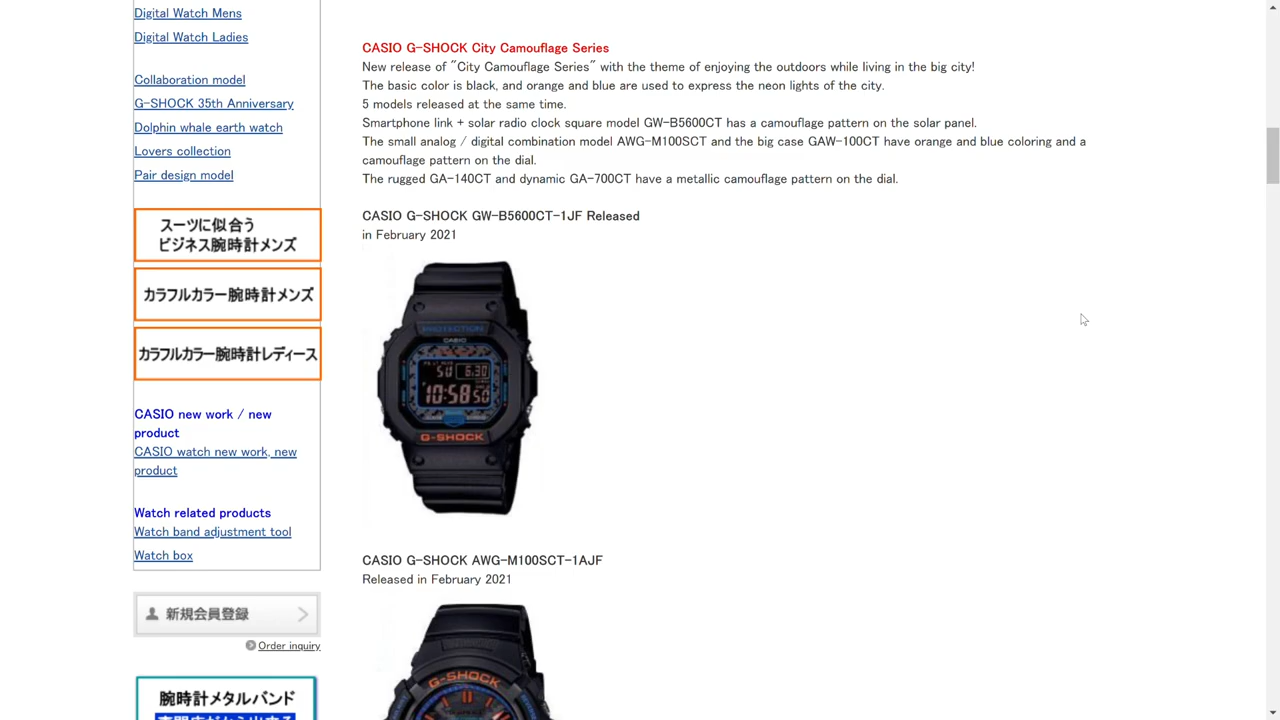 Digital Watch Mens
Digital Watch Ladies
Collaboration model
G-SHOCK 35th Anniversary
Dolphin whale earth watch
Lovers collection
Pair design model
スーツに似合う
ビジネス腕時計メンズ
カラフルカラー腕時計メンズ
カラフルカラー腕時計レディース
CASIO new work / new
product
CASIO watch new work, new
product
Watch related products
Watch band adjustment tool
Watch box
新規会員登録
Order inquiry
腕時計メタルバンド
CASIO G-SHOCK City Camouflage Series
New release of "City Camouflage Series" with the theme of enjoying the outdoors while living in the big city!
The basic color is black, and orange and blue are used to express the neon lights of the city.
5 models released at the same time.
Smartphone link + solar radio clock square model GW-B5600CT has a camouflage pattern on the solar panel.
The small analog / digital combination model AWG-M100SCT and the big case GAW-100CT have orange and blue coloring and a
camouflage pattern on the dial.
The rugged GA-140CT and dynamic GA-700CT have a metallic camouflage pattern on the dial.
CASIO G-SHOCK GW-B5600CT-1JF Released
in February 2021
PROTECTION
CASIO
50 6.30
10:58 50
G-SHOCK
CASIO G-SHOCK AWG-M100SCT-1AJF
Released in February 2021
G-SHOCK